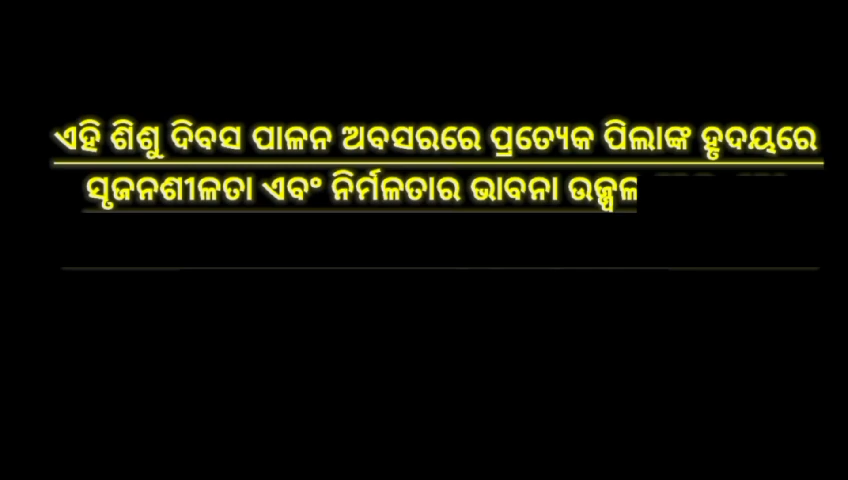 ଏହି ଶିଶୁ ଦିବସ ପାଳନ ଅବସରରେ ପ୍ରତ୍ୟେକ ପିଲାଙ୍କ ହୃଦୟରେ
ସୃଜନଶୀଳତା ଏବଂ ନିର୍ମଳତାର ଭାବନା ଉଜ୍ଜ୍ୱଳ